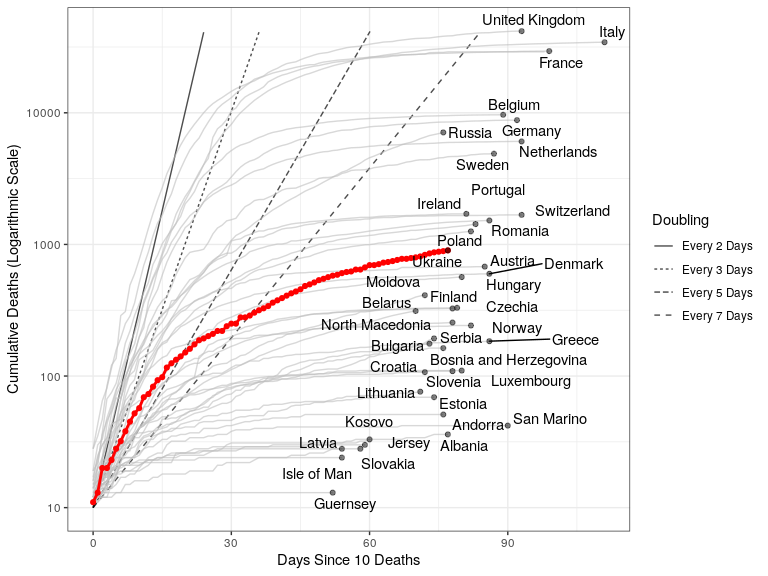 United Kingdom
Italy
France
Belgium
Russia
Germany
Netherlands
Sweden
Portugal
Ireland
Switzerland
Romania
Poland
Ukraine
Austria
Denmark
Moldova
Hungary
Belarus
Finland
Czechia
North Macedonia
Norway
Serbia
Greece
Bulgaria
Bosnia and Herzegovina
Croatia
Slovenia
Luxembourg
Lithuania
Estonia
Kosovo
Andorra
San Marino
Latvia
Jersey
Albania
Slovakia
Isle of Man
Guernsey
10000
1000
100
10
0
30
60
90
Days Since 10 Deaths
Cumulative Deaths (Logarithmic Scale)
Doubling
Every 2 Days
Every 3 Days
Every 5 Days
Every 7 Days